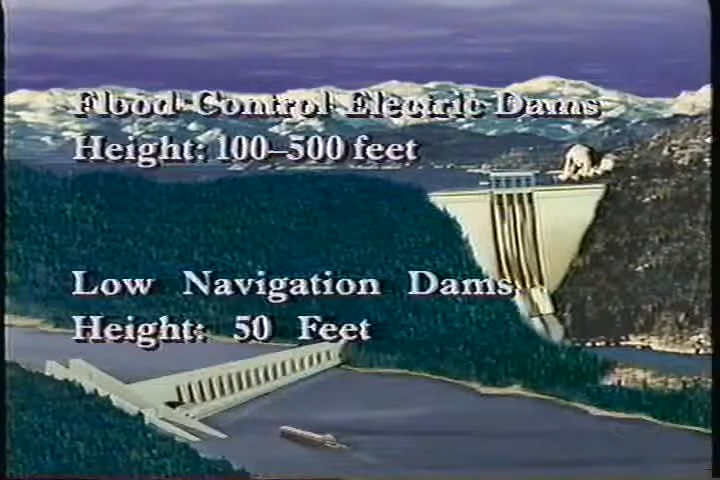 Flood-Control Electric Dams
Height: 100–500 feet
Low Navigation Dams
Height: 50 Feet